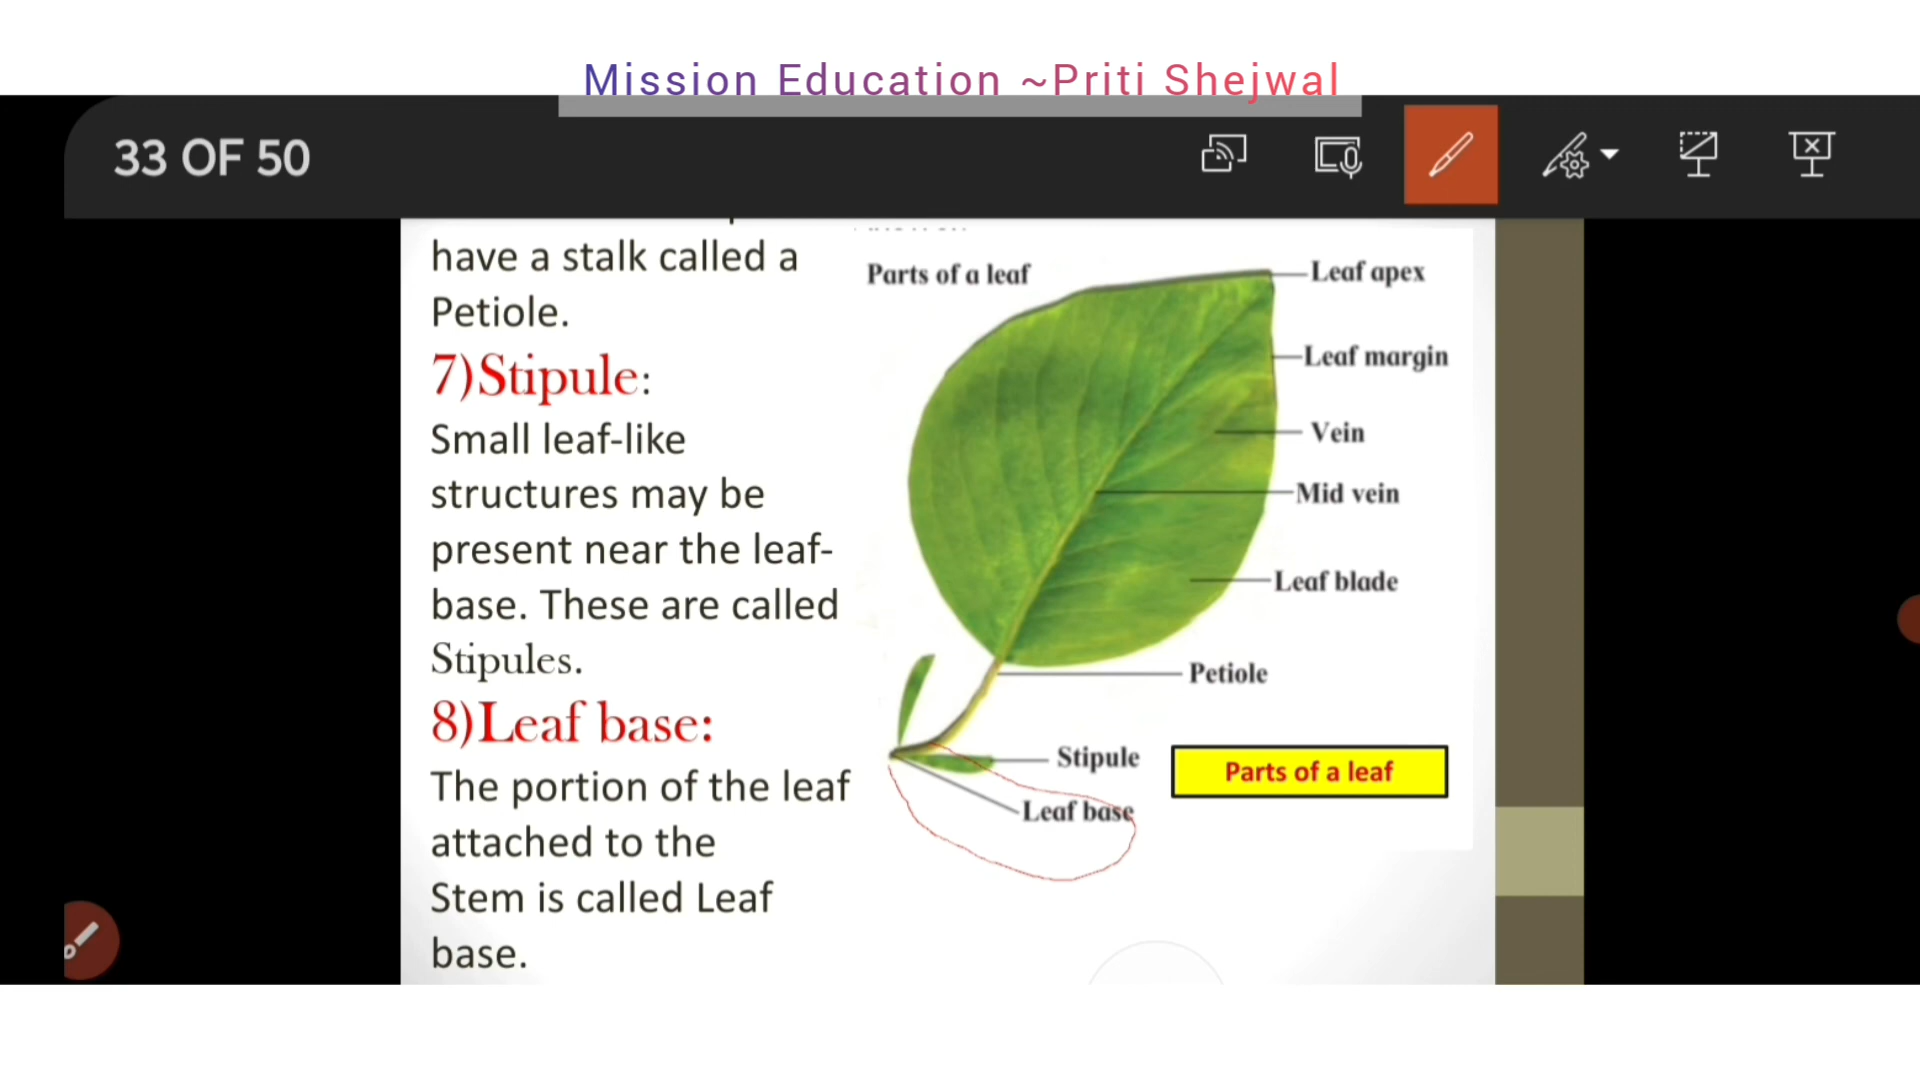 Mission Education ~Priti Shejwal
33 OF 50
have a stalk called a
Petiole.
7)Stipule:
Small leaf-like
structures may be
present near the leaf-
base. These are called
Stipules.
8)Leaf base:
The portion of the leaf
attached to the
Stem is called Leaf
base.
Parts of a leaf
Leaf apex
Leaf margin
Vein
Mid vein
Leaf blade
Petiole
Stipule
Leaf base
Parts of a leaf